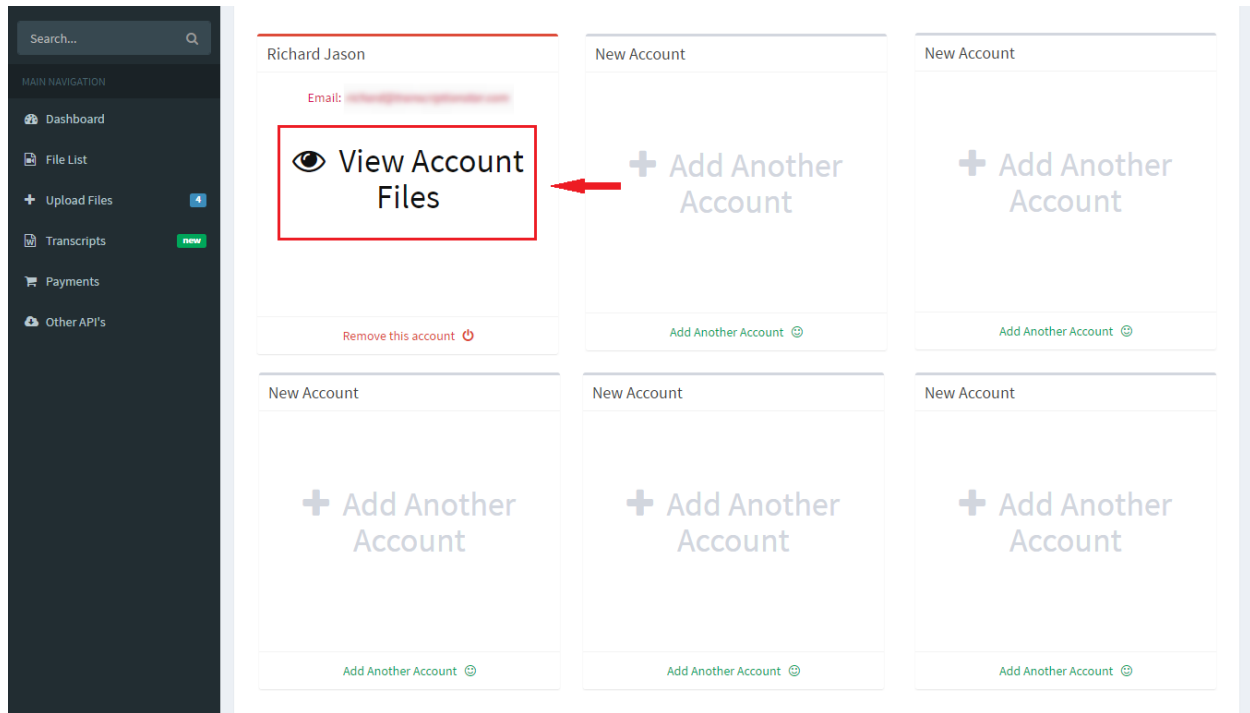 Search...
MAIN NAVIGATION
Dashboard
File List
Upload Files 4
Transcripts new
Payments
Other API's
Richard Jason
Email:
View Account
Files
Remove this account
New Account
Add Another
Account
Add Another Account
New Account
Add Another
Account
Add Another Account
New Account
Add Another
Account
Add Another Account
New Account
Add Another
Account
Add Another Account
New Account
Add Another
Account
Add Another Account